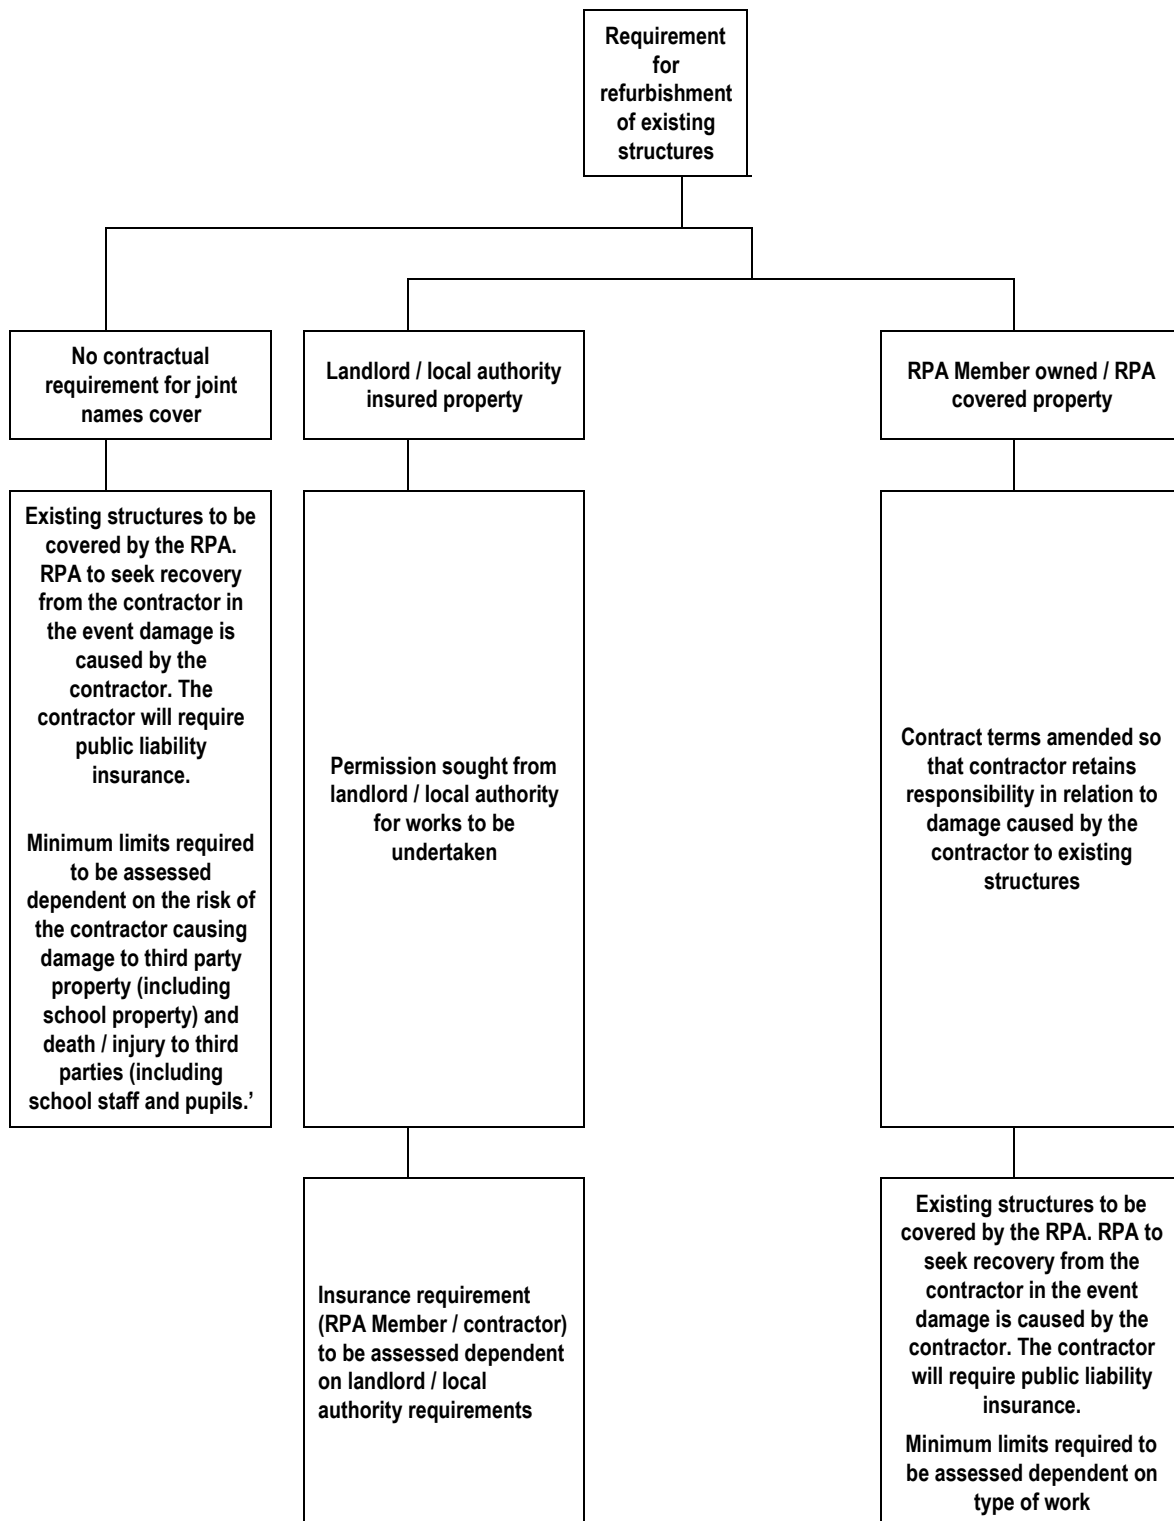 Requirement
for
refurbishment
of existing
structures
No contractual
requirement for joint
names cover
Landlord / local authority
insured property
RPA Member owned / RPA
covered property
Existing structures to be
covered by the RPA.
RPA to seek recovery
from the contractor in
the event damage is
caused by the
contractor. The
contractor will require
public liability
insurance.
Minimum limits required
to be assessed
dependent on the risk of
the contractor causing
damage to third party
property (including
school property) and
death / injury to third
parties (including
school staff and pupils.’
Permission sought from
landlord / local authority
for works to be
undertaken
Contract terms amended so
that contractor retains
responsibility in relation to
damage caused by the
contractor to existing
structures
Insurance requirement
(RPA Member / contractor)
to be assessed dependent
on landlord / local
authority requirements
Existing structures to be
covered by the RPA. RPA to
seek recovery from the
contractor in the event
damage is caused by the
contractor. The contractor
will require public liability
insurance.
Minimum limits required to
be assessed dependent on
type of work